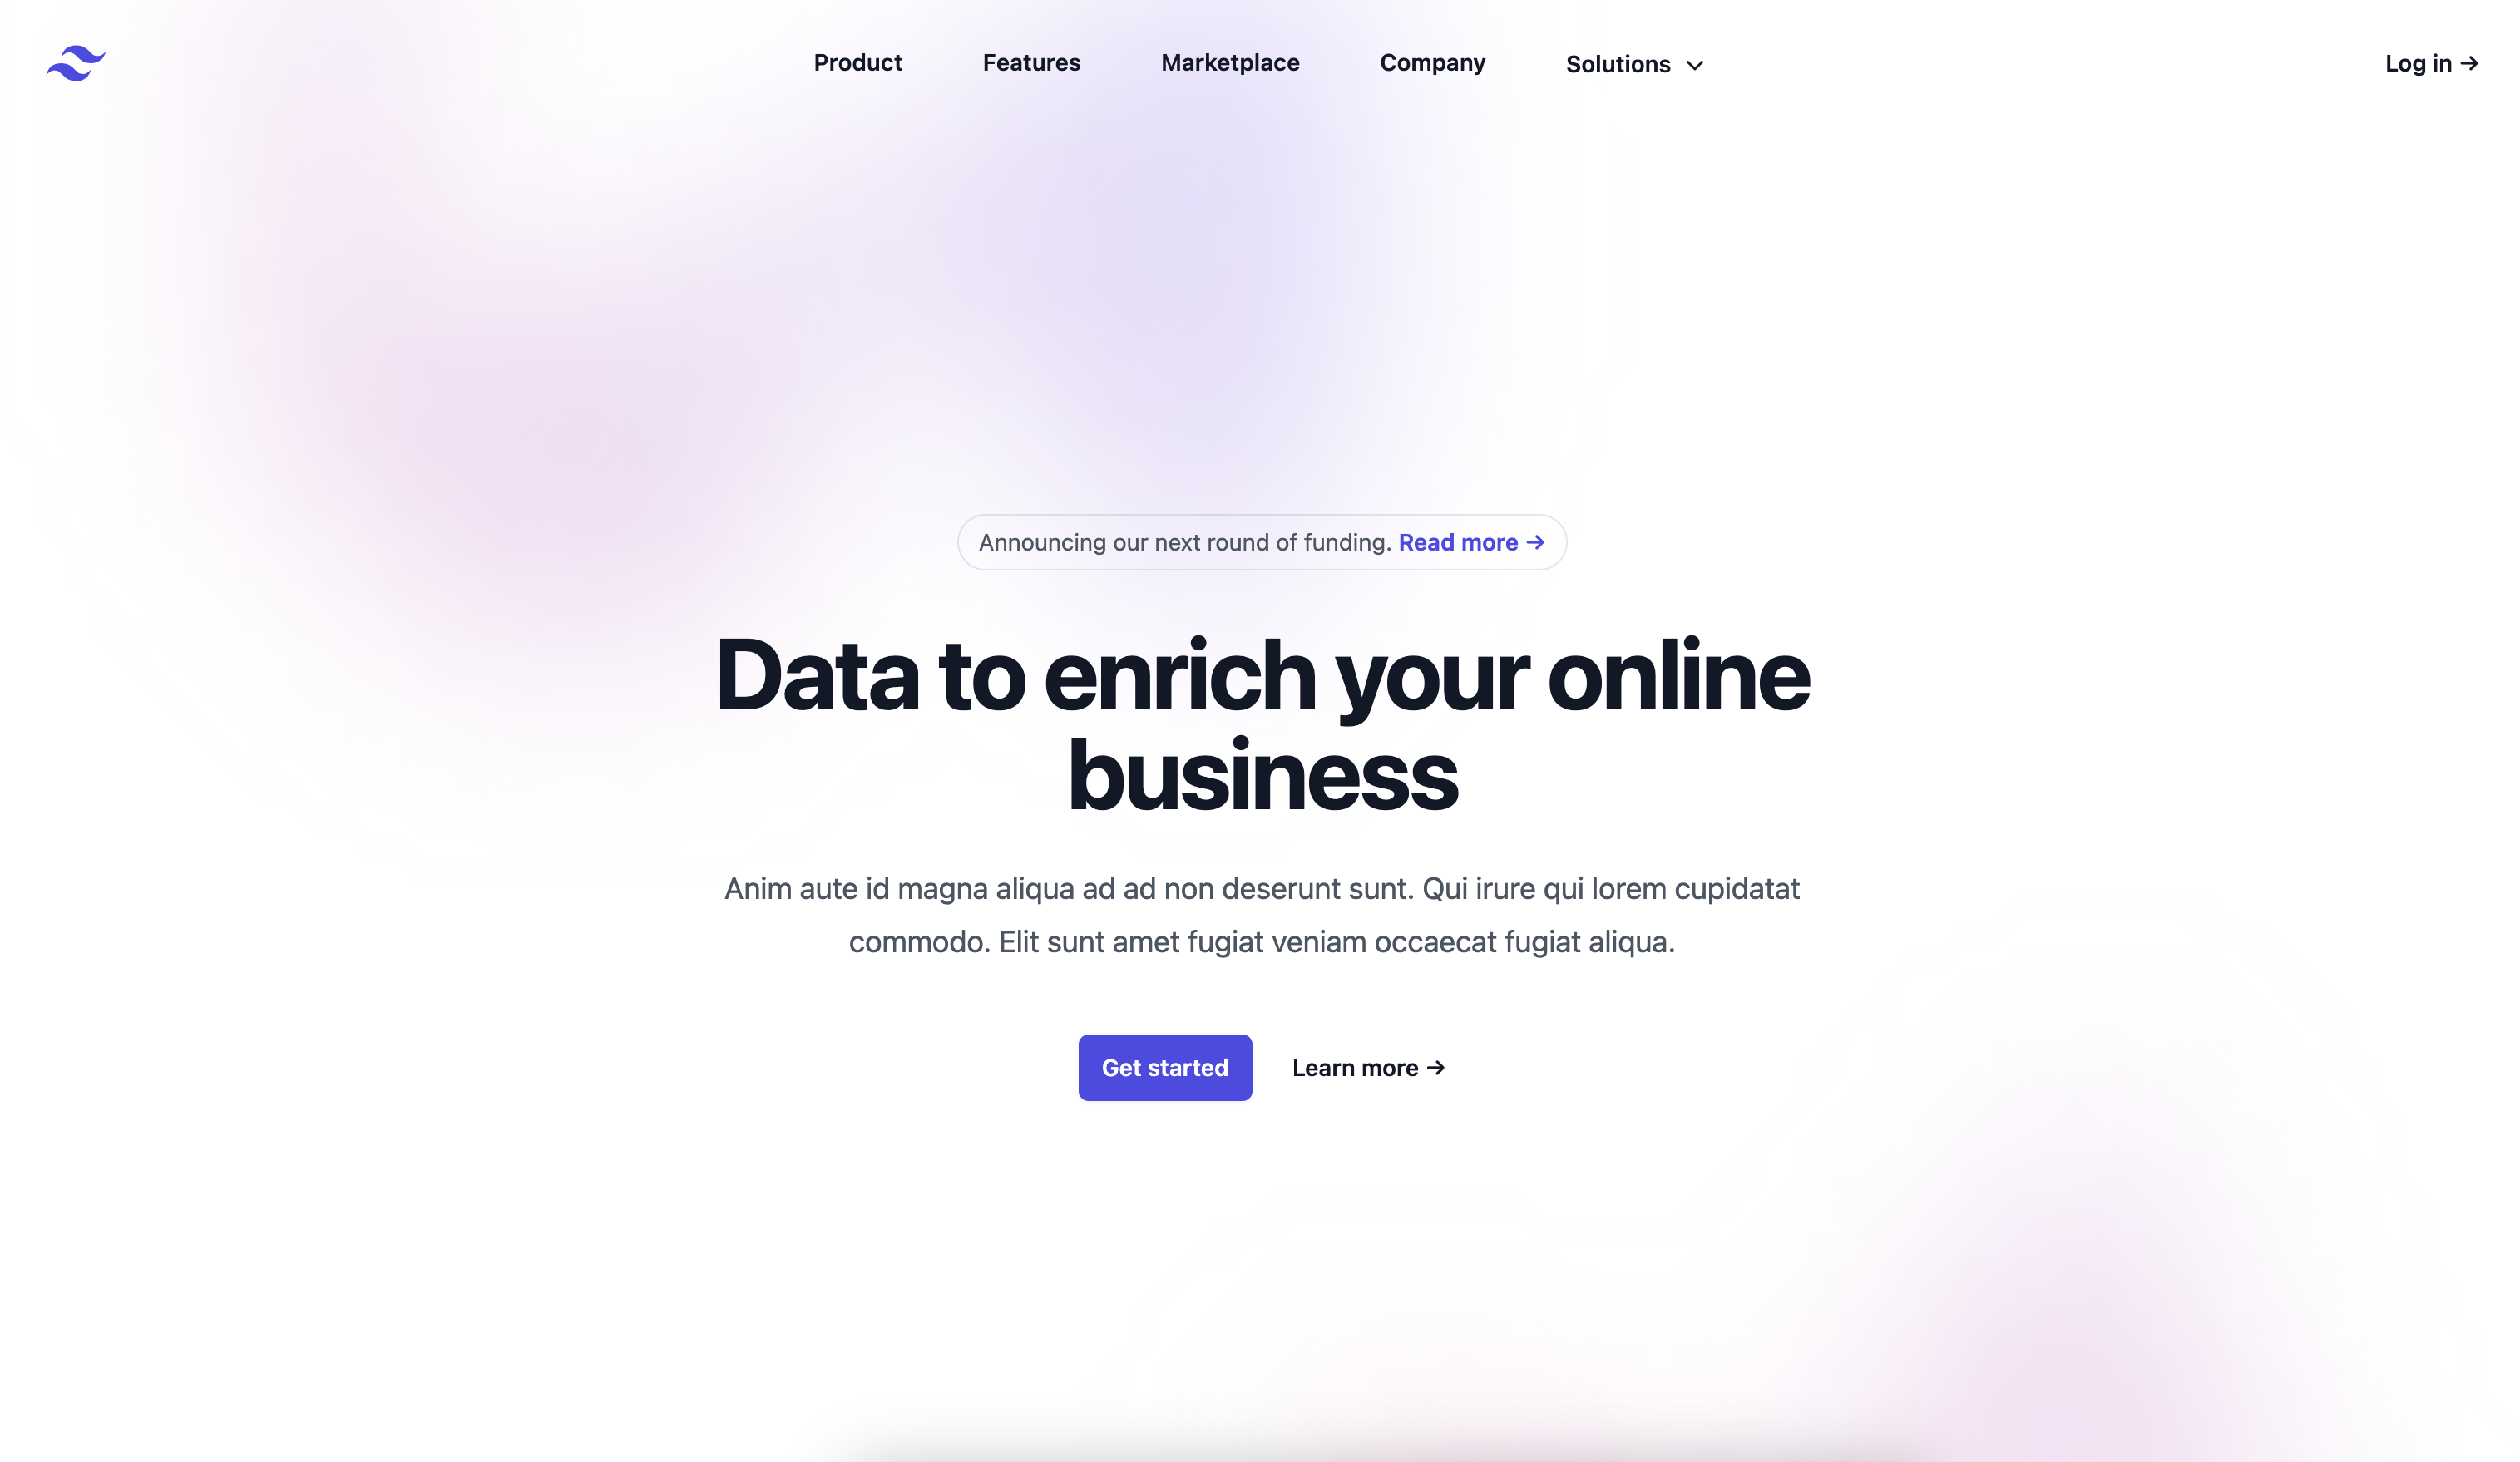 Product
Features
Marketplace
Company
Solutions
Log in →
Announcing our next round of funding. Read more →
Data to enrich your online
business
Anim aute id magna aliqua ad ad non deserunt sunt. Qui irure qui lorem cupidatat
commodo. Elit sunt amet fugiat veniam occaecat fugiat aliqua.
Get started
Learn more →